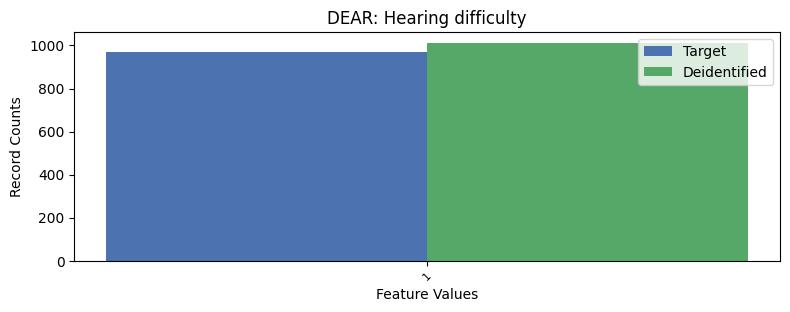 DEAR: Hearing difficulty
Target
Deidentified
Record Counts
1000
800
600
400
200
0
1
Feature Values